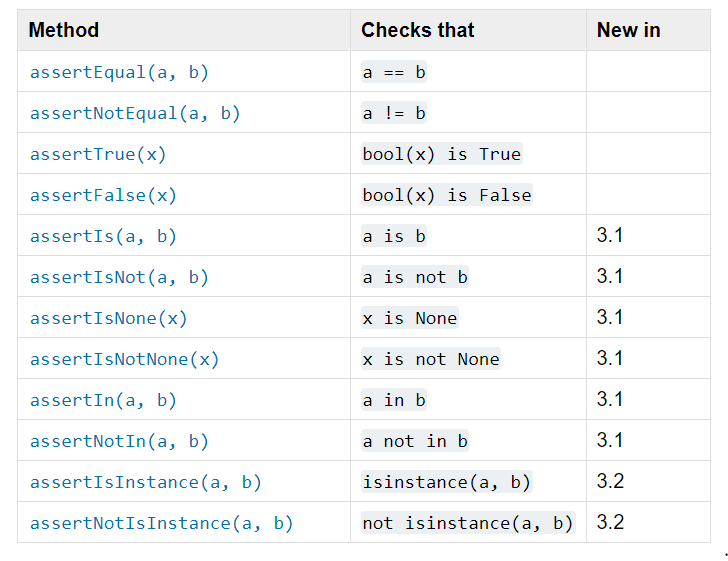 Method Checks that New in
assertEqual(a, b) a == b
assertNotEqual(a, b) a != b
assertTrue(x) bool(x) is True
assertFalse(x) bool(x) is False
assertIs(a, b) a is b 3.1
assertIsNot(a, b) a is not b 3.1
assertIsNone(x) x is None 3.1
assertIsNotNone(x) x is not None 3.1
assertIn(a, b) a in b 3.1
assertNotIn(a, b) a not in b 3.1
assertIsInstance(a, b) isinstance(a, b) 3.2
assertNotIsInstance(a, b) not isinstance(a, b) 3.2
.